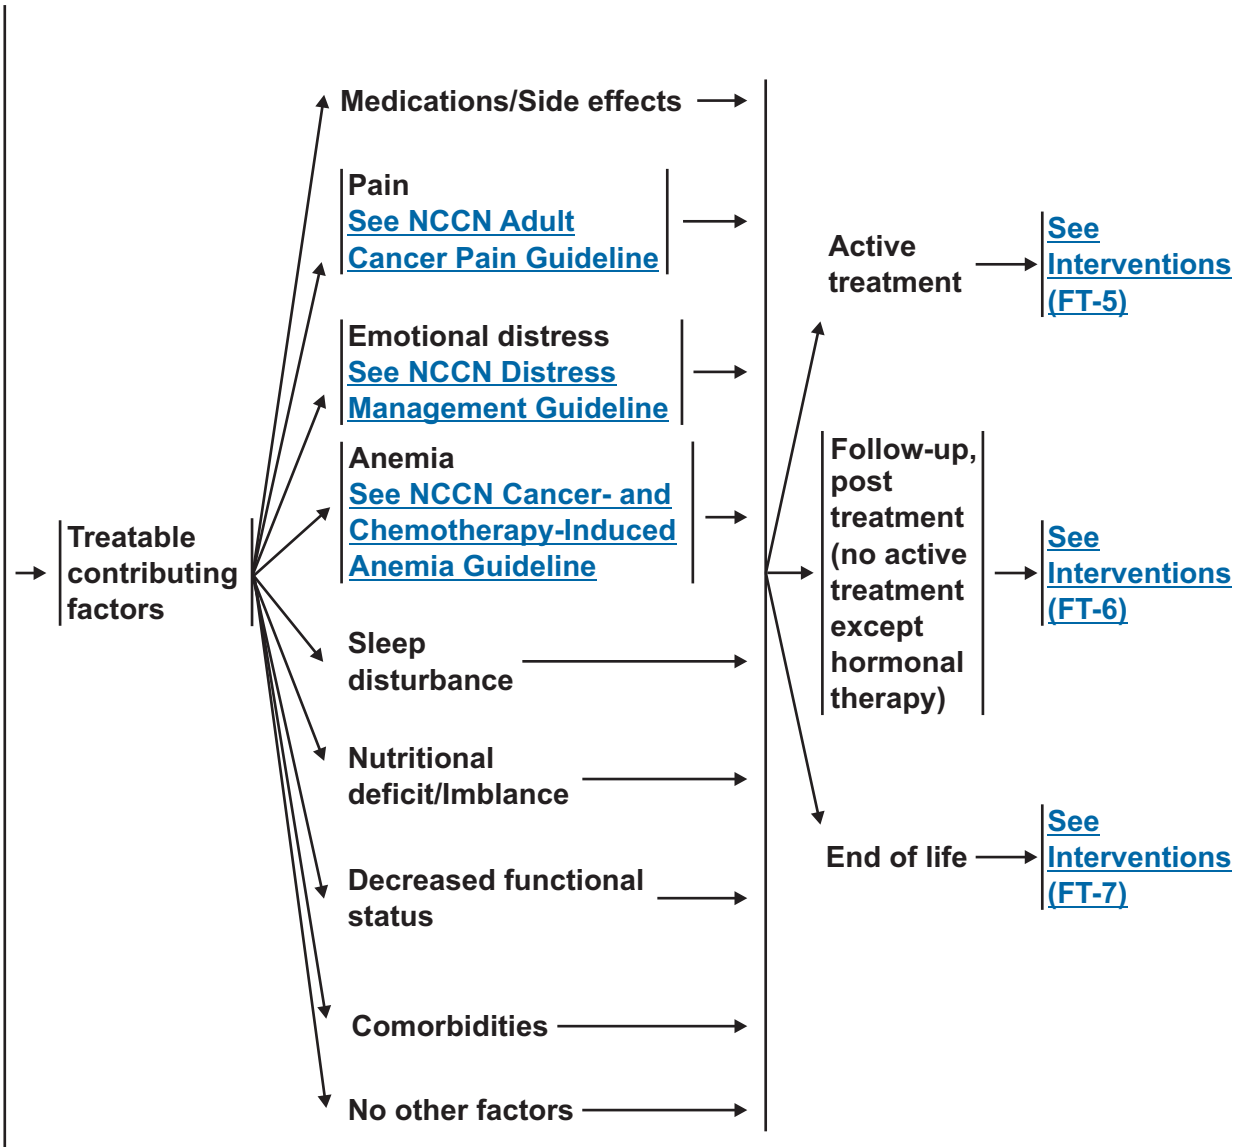 Treatable
contributing
factors
Medications/Side effects
Pain
See NCCN Adult
Cancer Pain Guideline
Emotional distress
See NCCN Distress
Management Guideline
Anemia
See NCCN Cancer- and
Chemotherapy-Induced
Anemia Guideline
Sleep
disturbance
Nutritional
deficit/Imblance
Decreased functional
status
Comorbidities
No other factors
Active
treatment
See
Interventions
(FT-5)
Follow-up,
post
treatment
(no active
treatment
except
hormonal
therapy)
See
Interventions
(FT-6)
End of life
See
Interventions
(FT-7)